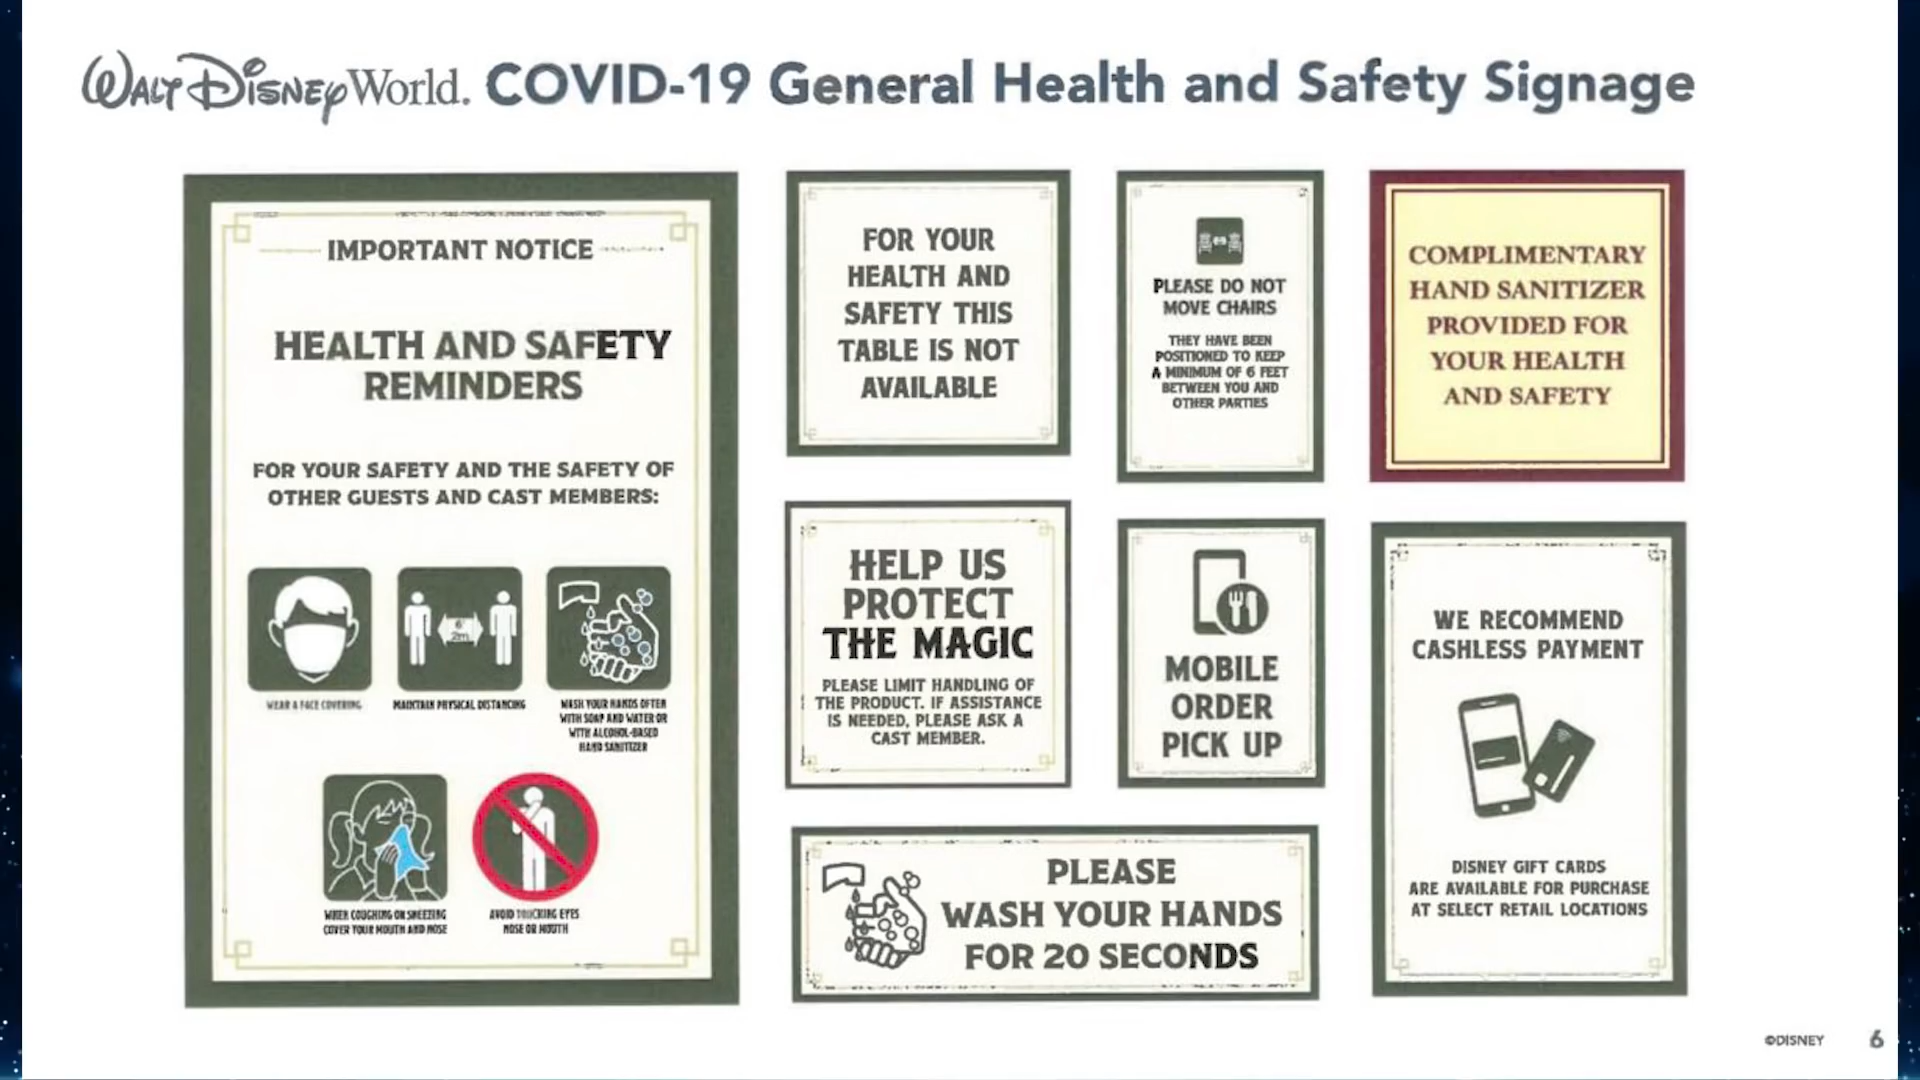 Walt Disney World. COVID-19 General Health and Safety Signage
IMPORTANT NOTICE
HEALTH AND SAFETY
REMINDERS
FOR YOUR SAFETY AND THE SAFETY OF
OTHER GUESTS AND CAST MEMBERS:
6'
2m
WEAR A FACE COVERING
MAINTAIN PHYSICAL DISTANCING
WASH YOUR HANDS OFTEN
WITH SOAP AND WATER OR
WITH ALCOHOL-BASED
HAND SANITIZER
WHEN COUGHING OR SNEEZING
COVER YOUR MOUTH AND NOSE
AVOID TOUCHING EYES
NOSE OR MOUTH
FOR YOUR
HEALTH AND
SAFETY THIS
TABLE IS NOT
AVAILABLE
PLEASE DO NOT
MOVE CHAIRS
THEY HAVE BEEN
POSITIONED TO KEEP
A MINIMUM OF 6 FEET
BETWEEN YOU AND
OTHER PARTIES
COMPLIMENTARY
HAND SANITIZER
PROVIDED FOR
YOUR HEALTH
AND SAFETY
HELP US
PROTECT
THE MAGIC
PLEASE LIMIT HANDLING OF
THE PRODUCT. IF ASSISTANCE
IS NEEDED, PLEASE ASK A
CAST MEMBER.
MOBILE
ORDER
PICK UP
WE RECOMMEND
CASHLESS PAYMENT
DISNEY GIFT CARDS
ARE AVAILABLE FOR PURCHASE
AT SELECT RETAIL LOCATIONS
PLEASE
WASH YOUR HANDS
FOR 20 SECONDS
©DISNEY
6